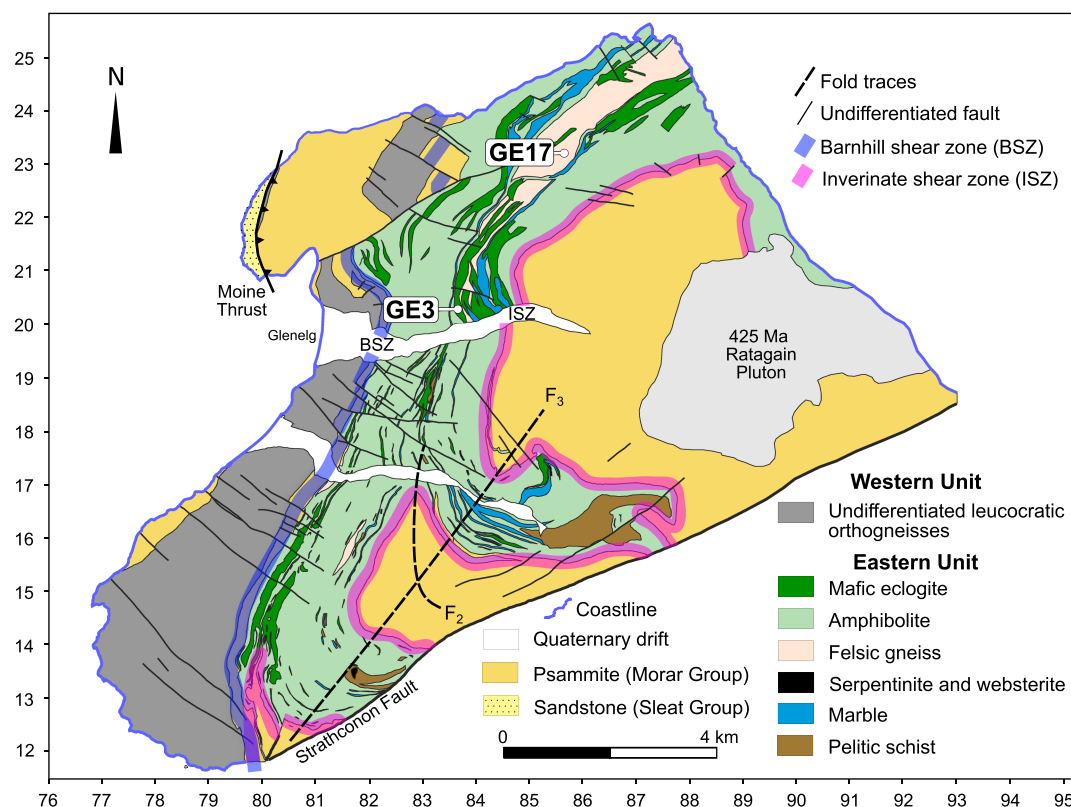 N
Fold traces
Undifferentiated fault
Barnhill shear zone (BSZ)
Inverinate shear zone (ISZ)
GE17
GE3
ISZ
BSZ
Moine
Thrust
Glenelg
425 Ma
Ratagain
Pluton
F3
F2
Strathconon Fault
Western Unit
Undifferentiated leucocratic
orthogneisses
Eastern Unit
Mafic eclogite
Amphibolite
Felsic gneiss
Serpentinite and websterite
Marble
Pelitic schist
Coastline
Quaternary drift
Psammite (Morar Group)
Sandstone (Sleat Group)
0 4 km
25
24
23
22
21
20
19
18
17
16
15
14
13
12
76 77 78 79 80 81 82 83 84 85 86 87 88 89 90 91 92 93 94 95